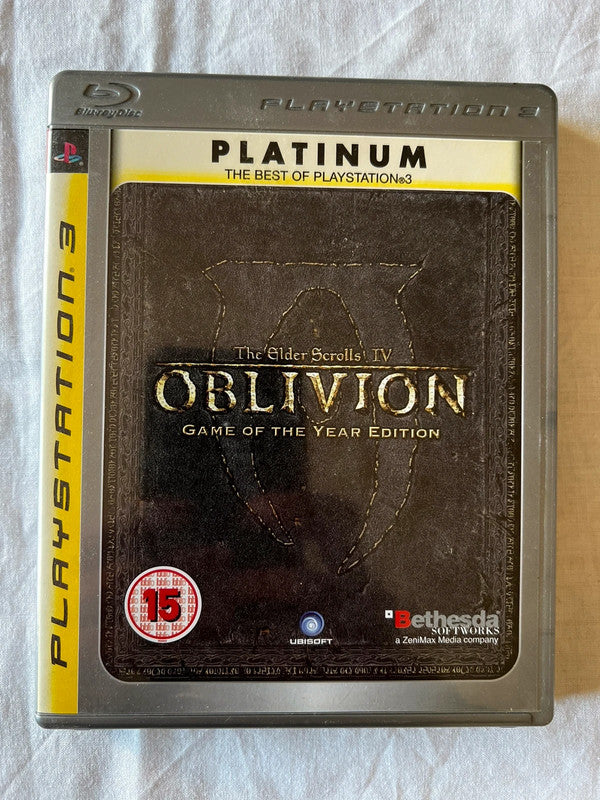 Blu-ray Disc
PLAYSTATION 3
PLATINUM
THE BEST OF PLAYSTATION®3
PLAYSTATION® 3
The Elder Scrolls® IV
OBLIVION
GAME OF THE YEAR EDITION
15
UBISOFT
Bethesda
SOFTWORKS
a ZeniMax Media company